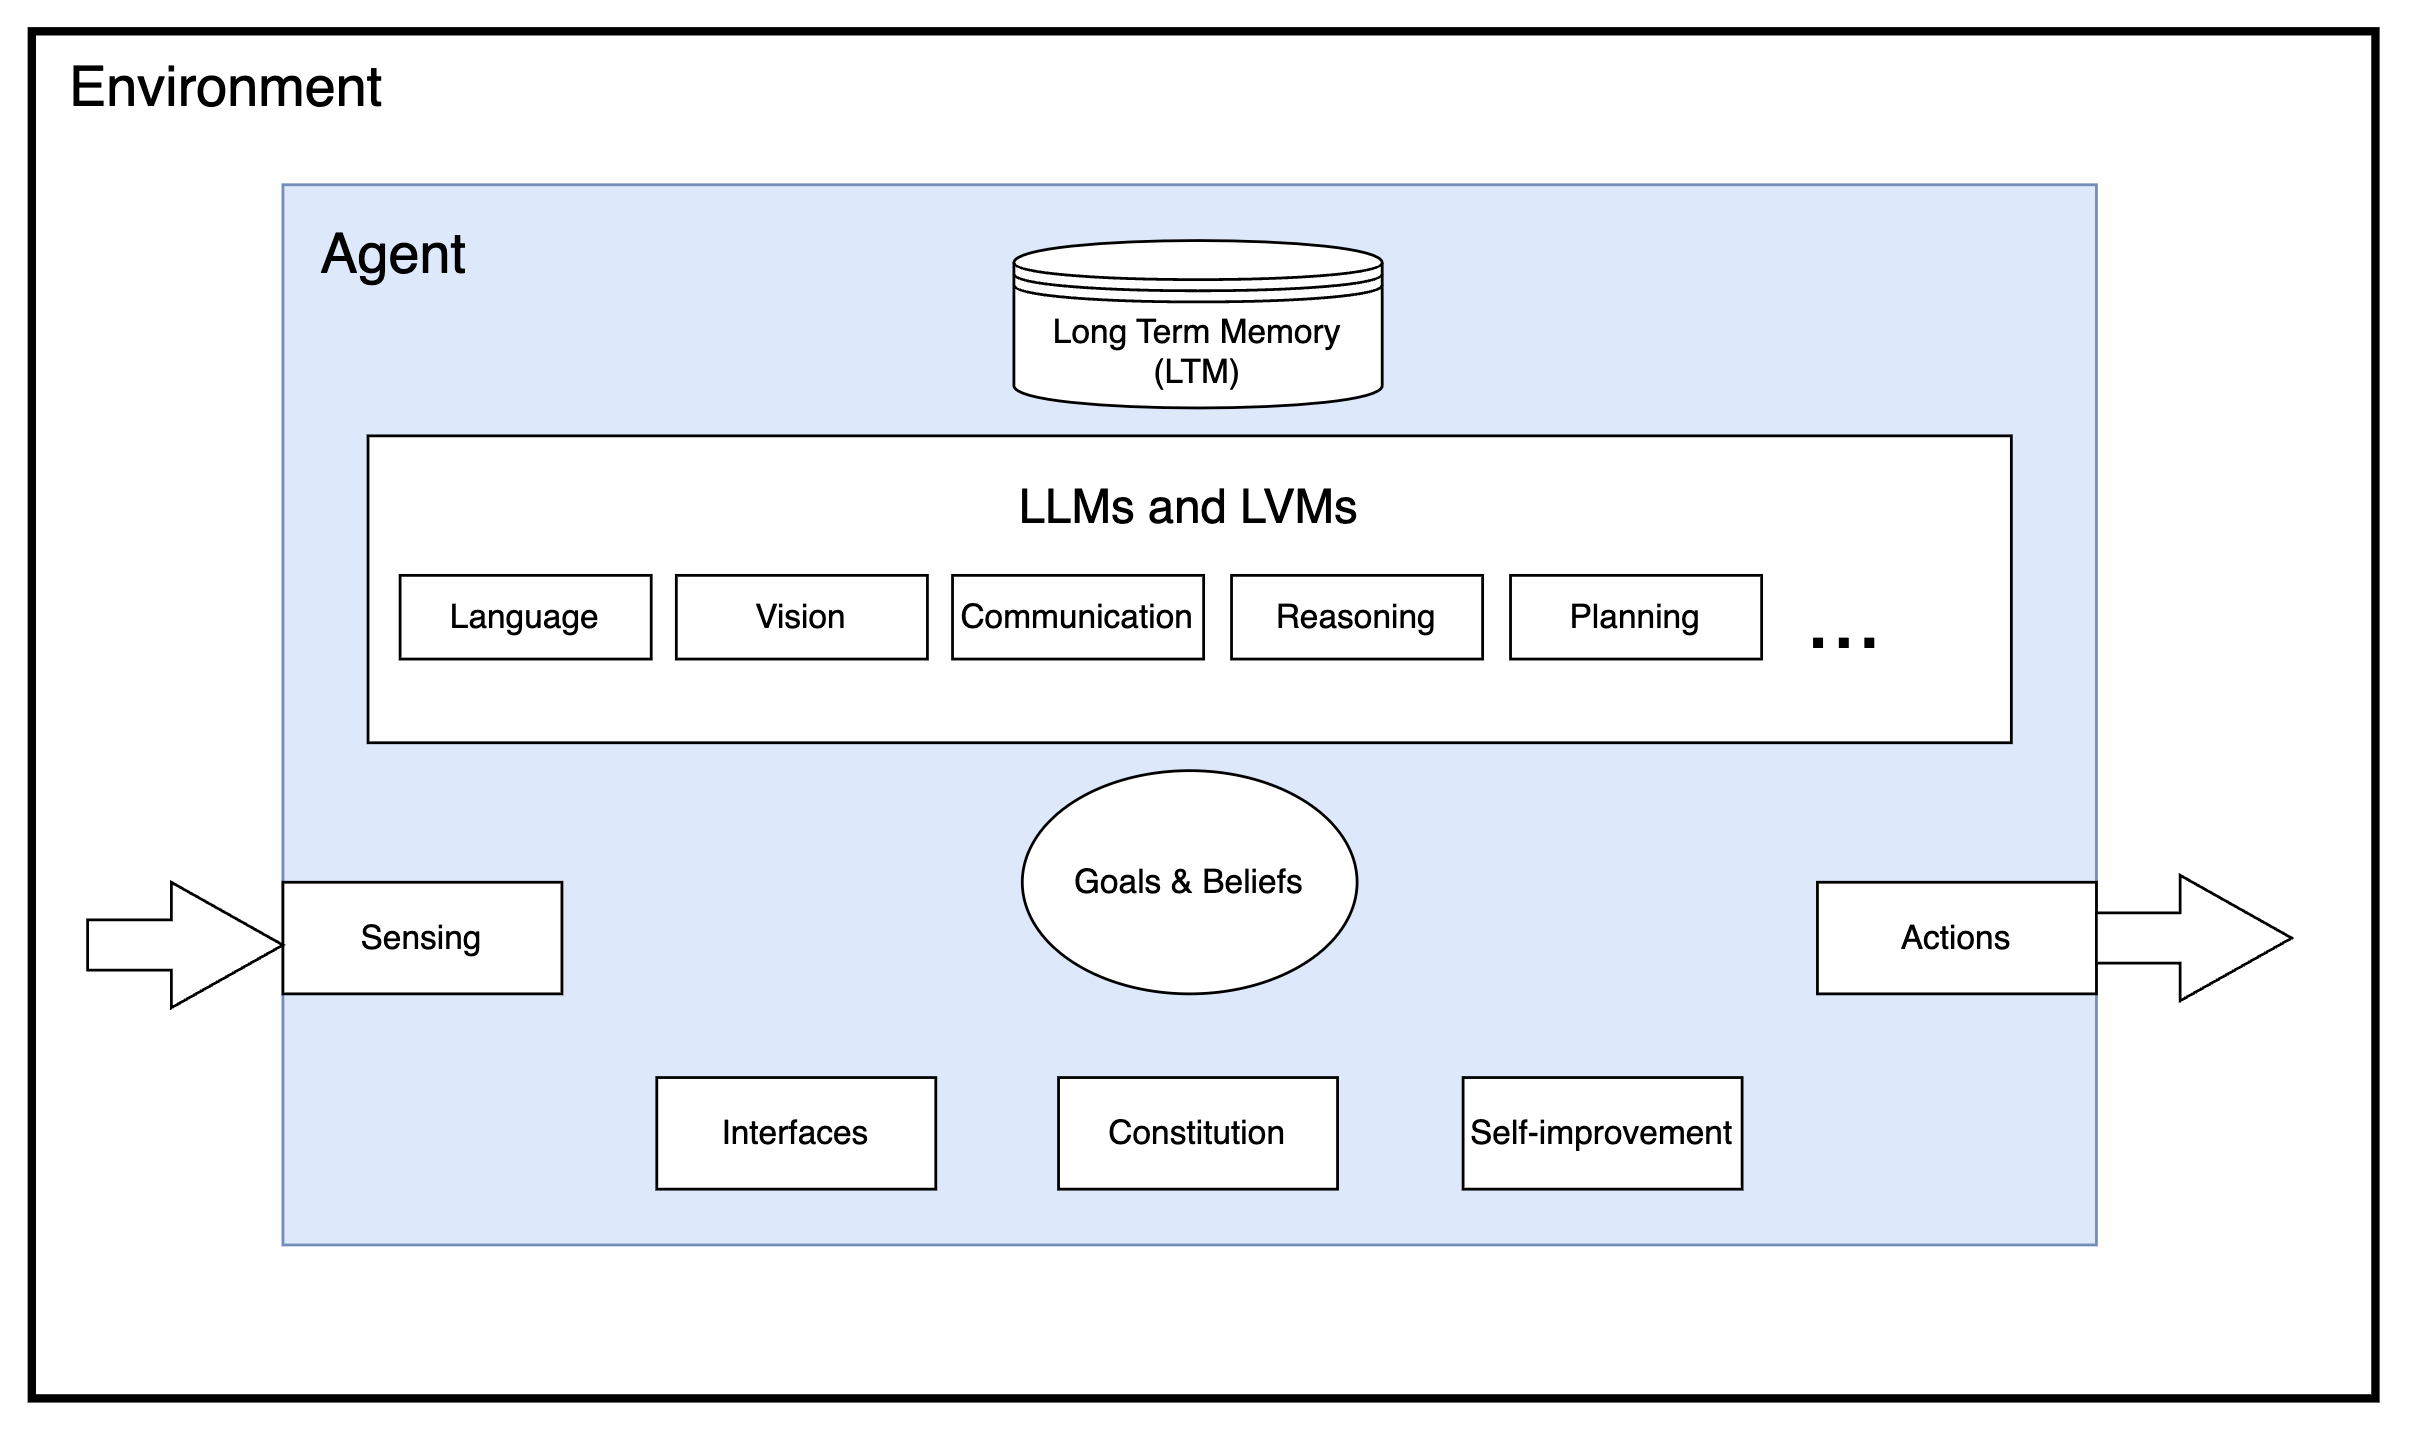 Environment
Agent
Long Term Memory
(LTM)
LLMs and LVMs
Language
Vision
Communication
Reasoning
Planning
...
Goals & Beliefs
Sensing
Actions
Interfaces
Constitution
Self-improvement